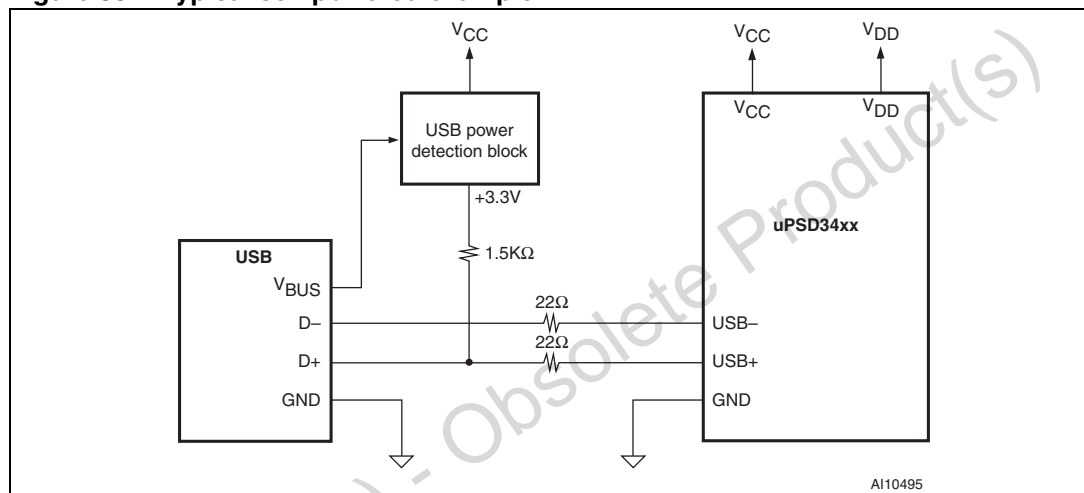 VCC
VCC
VDD
USB power
detection block
VCC
VDD
+3.3V
uPSD34xx
USB
1.5KΩ
VBUS
22Ω
D–
USB–
22Ω
D+
USB+
GND
GND
AI10495
) - Obsolete Product(s)